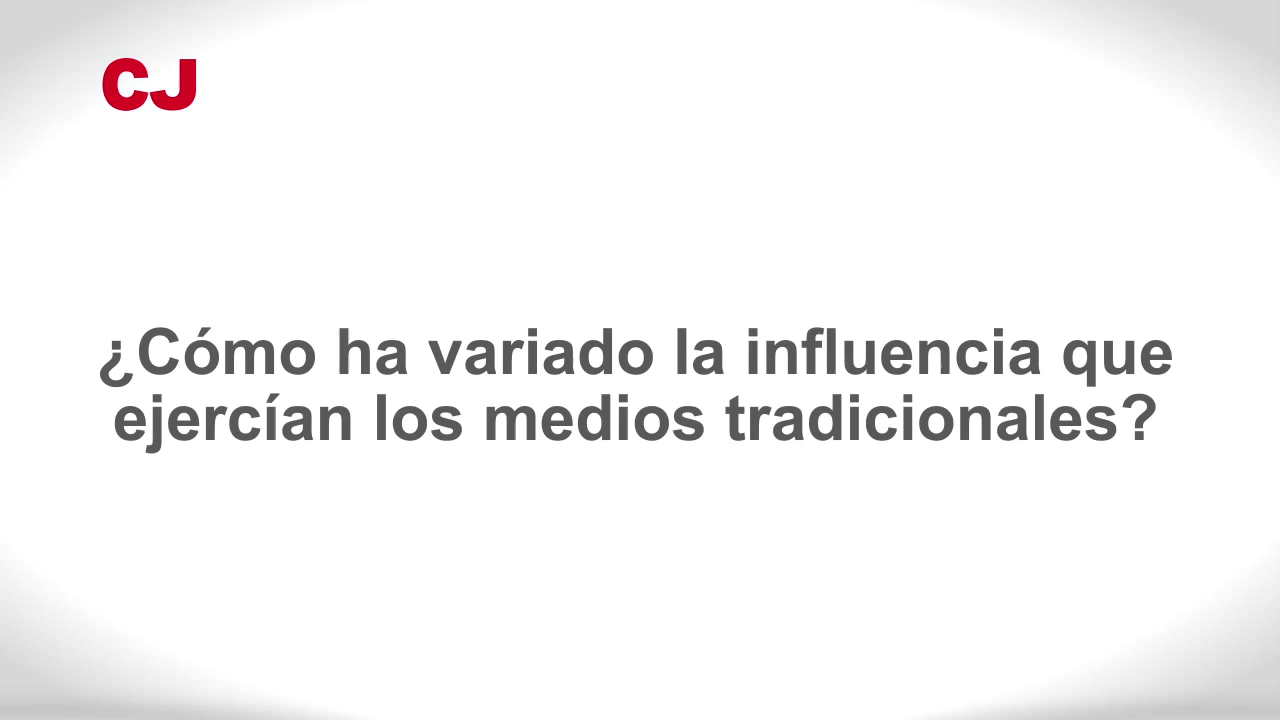 CJ
¿Cómo ha variado la influencia que
ejercían los medios tradicionales?